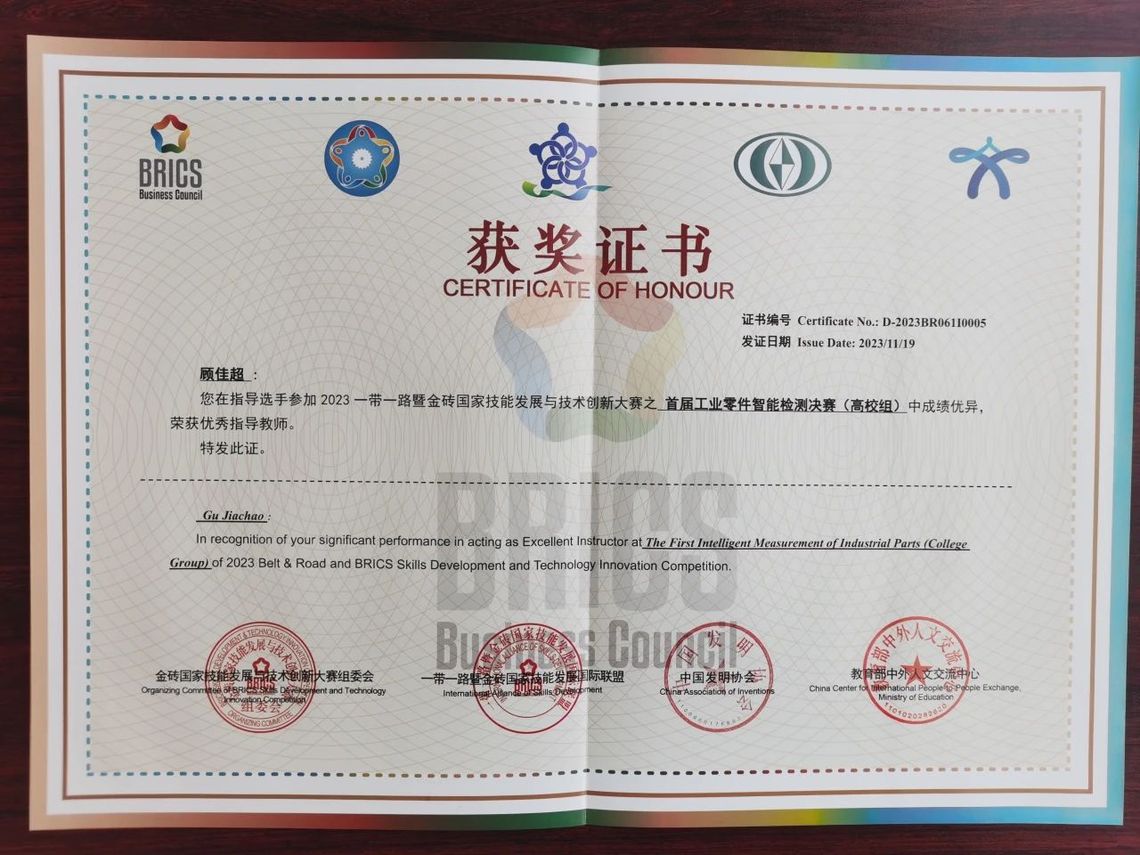 BRICS
Business Council
获奖证书
CERTIFICATE OF HONOUR
证书编号 Certificate No.: D-2023BR06110005
发证日期 Issue Date: 2023/11/19
顾佳超：
您在指导选手参加 2023 一带一路暨金砖国家技能发展与技术创新大赛之 首届工业零件智能检测决赛（高校组）中成绩优异，
荣获优秀指导教师。
特发此证。
Gu Jiachao :
In recognition of your significant performance in acting as Excellent Instructor at The First Intelligent Measurement of Industrial Parts (College
Group) of 2023 Belt & Road and BRICS Skills Development and Technology Innovation Competition.
BRICS
Business Council
金砖国家技能发展与技术创新大赛组委会
Organizing Committee of BRICS Skills Development and Technology
Innovation Competition
组委会
ORGANIZING COMMITTEE
一带一路暨金砖国家技能发展国际联盟
International Alliance of Skills Development
中国发明协会
China Association of Inventions
教育部中外人文交流中心
China Center for International People-to-People Exchange,
Ministry of Education
1101020282620